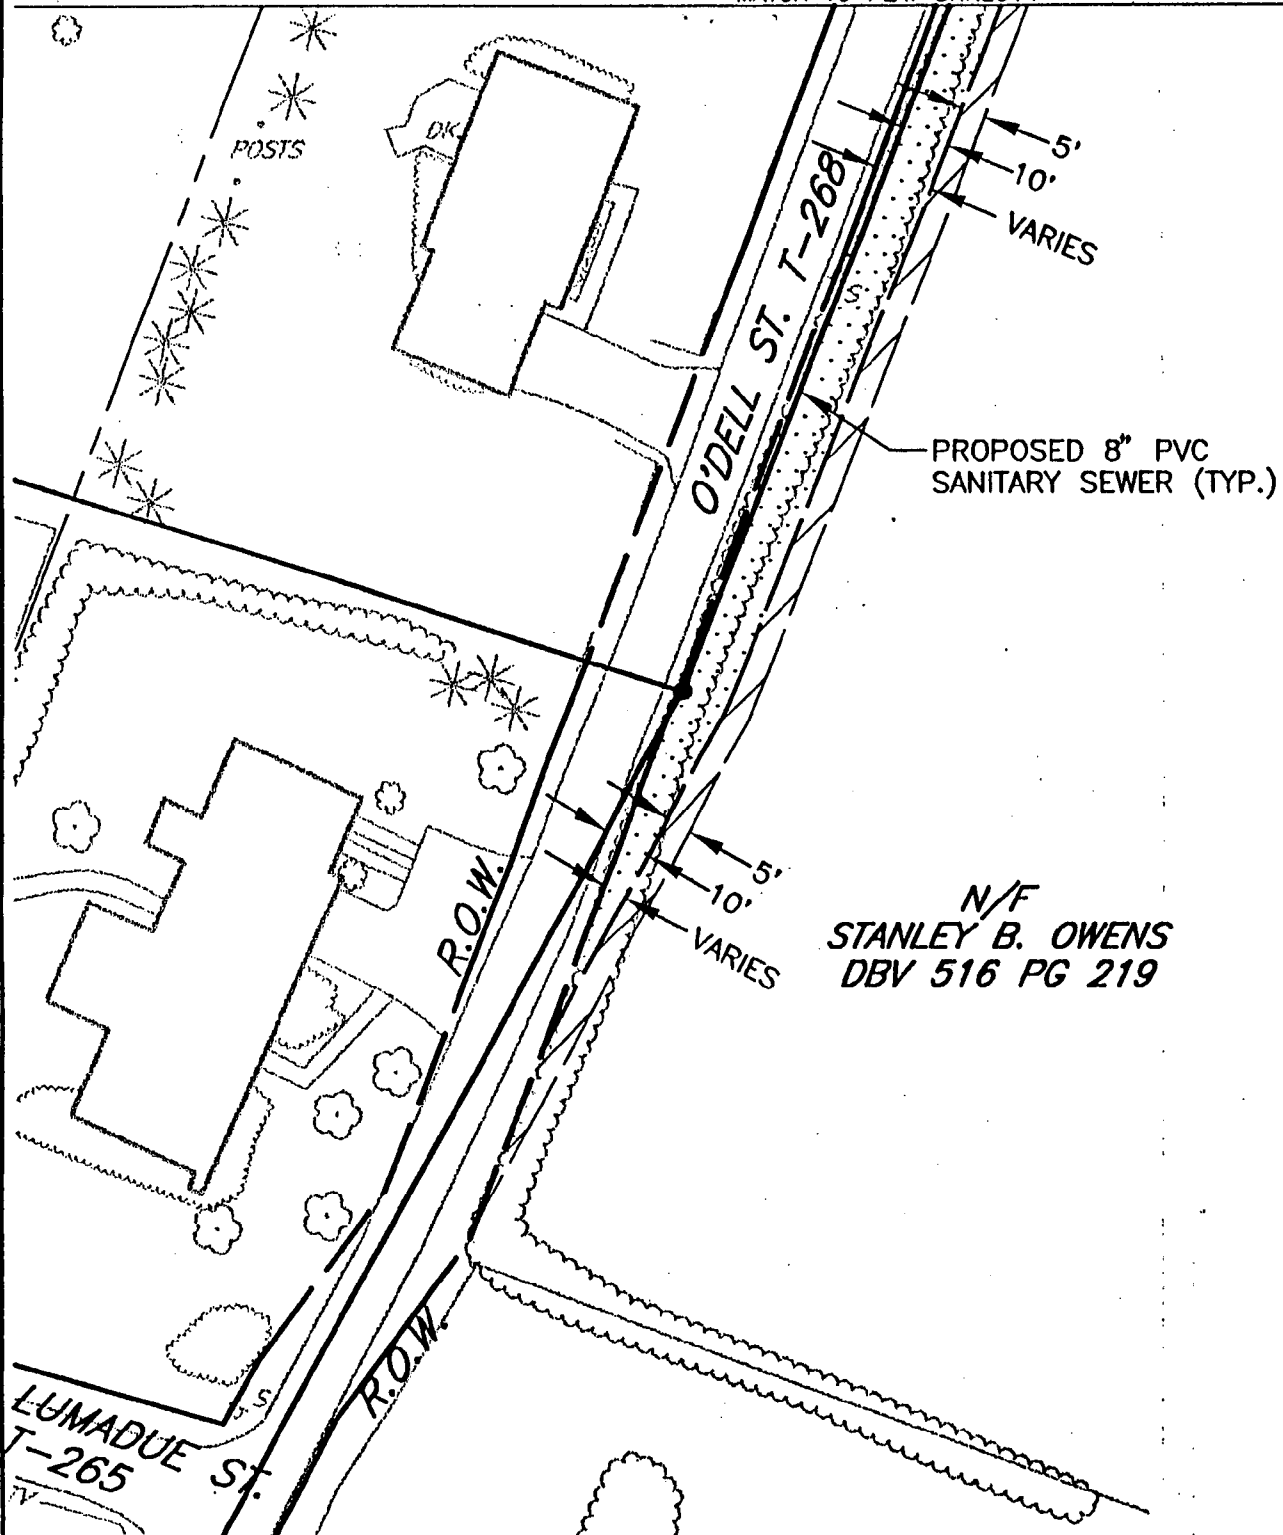 POSTS
DK.
O'DELL ST. T-268
5'
10'
VARIES
S
PROPOSED 8" PVC
SANITARY SEWER (TYP.)
5'
10'
VARIES
R.O.W.
N/F
STANLEY B. OWENS
DBV 516 PG 219
R.O.W.
S
LUMADUE ST.
T-265